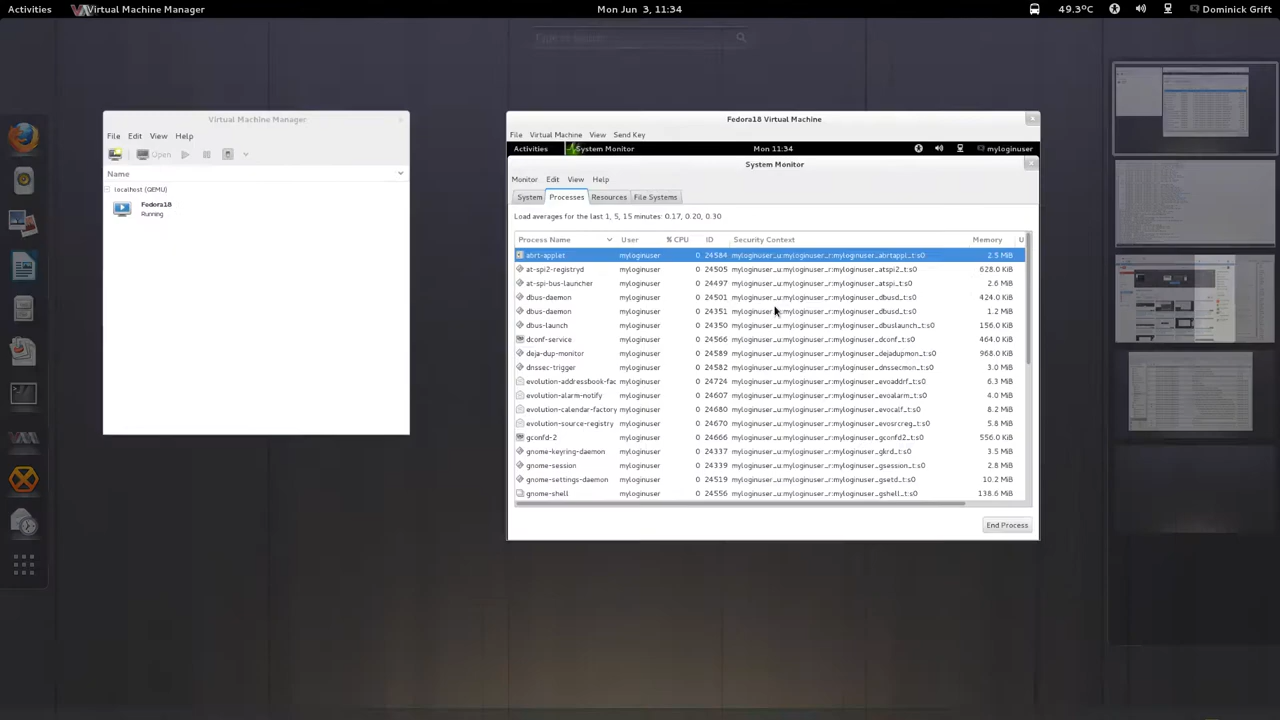 Activities Virtual Machine Manager Mon Jun 3, 11:34 49.3ºC Dominick Grift
Type to search...
Virtual Machine Manager
File Edit View Help
Open
Name
localhost (QEMU)
Fedora18
Running
Fedora18 Virtual Machine
File Virtual Machine View Send Key
Activities System Monitor Mon 11:34 myloginuser
System Monitor
Monitor Edit View Help
System Processes Resources File Systems
Load averages for the last 1, 5, 15 minutes: 0.17, 0.20, 0.30
Process Name User % CPU ID Security Context Memory U
abrt-applet myloginuser 0 24584 myloginuser_u:myloginuser_r:myloginuser_abrtappl_t:s0 2.5 MiB
at-spi2-registryd myloginuser 0 24505 myloginuser_u:myloginuser_r:myloginuser_atspi2_t:s0 628.0 KiB
at-spi-bus-launcher myloginuser 0 24497 myloginuser_u:myloginuser_r:myloginuser_atspi_t:s0 2.6 MiB
dbus-daemon myloginuser 0 24501 myloginuser_u:myloginuser_r:myloginuser_dbusd_t:s0 424.0 KiB
dbus-daemon myloginuser 0 24351 myloginuser_u:myloginuser_r:myloginuser_dbusd_t:s0 1.2 MiB
dbus-launch myloginuser 0 24350 myloginuser_u:myloginuser_r:myloginuser_dbuslaunch_t:s0 156.0 KiB
dconf-service myloginuser 0 24566 myloginuser_u:myloginuser_r:myloginuser_dconf_t:s0 464.0 KiB
deja-dup-monitor myloginuser 0 24589 myloginuser_u:myloginuser_r:myloginuser_dejadupmon_t:s0 968.0 KiB
dnssec-trigger myloginuser 0 24582 myloginuser_u:myloginuser_r:myloginuser_dnssecmon_t:s0 3.0 MiB
evolution-addressbook-fac myloginuser 0 24724 myloginuser_u:myloginuser_r:myloginuser_evoaddrf_t:s0 6.3 MiB
evolution-alarm-notify myloginuser 0 24607 myloginuser_u:myloginuser_r:myloginuser_evoalarm_t:s0 4.0 MiB
evolution-calendar-factory myloginuser 0 24680 myloginuser_u:myloginuser_r:myloginuser_evocalf_t:s0 8.2 MiB
evolution-source-registry myloginuser 0 24670 myloginuser_u:myloginuser_r:myloginuser_evosrcreg_t:s0 5.8 MiB
gconfd-2 myloginuser 0 24666 myloginuser_u:myloginuser_r:myloginuser_gconfd2_t:s0 556.0 KiB
gnome-keyring-daemon myloginuser 0 24337 myloginuser_u:myloginuser_r:myloginuser_gkrd_t:s0 3.5 MiB
gnome-session myloginuser 0 24339 myloginuser_u:myloginuser_r:myloginuser_gsession_t:s0 2.8 MiB
gnome-settings-daemon myloginuser 0 24519 myloginuser_u:myloginuser_r:myloginuser_gsetd_t:s0 10.2 MiB
gnome-shell myloginuser 0 24556 myloginuser_u:myloginuser_r:myloginuser_gshell_t:s0 138.6 MiB
End Process